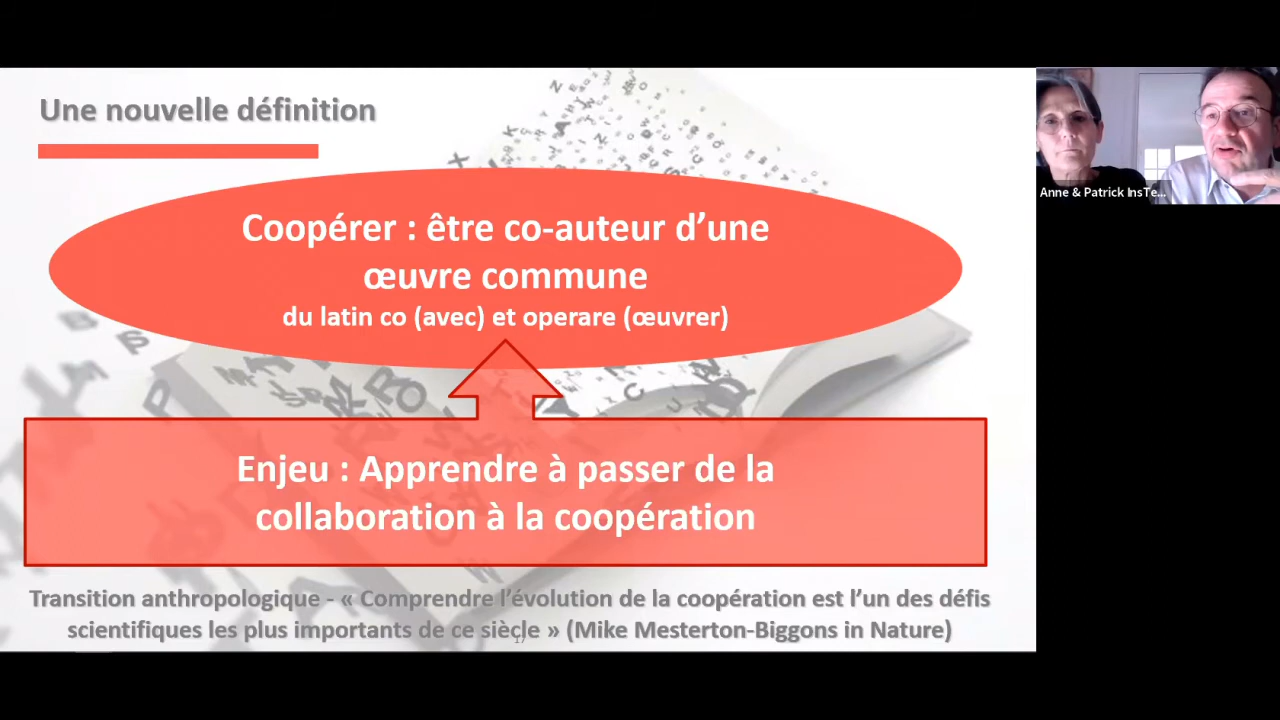 Une nouvelle définition
Coopérer : être co-auteur d’une
œuvre commune
du latin co (avec) et operare (œuvrer)
Enjeu : Apprendre à passer de la
collaboration à la coopération
Transition anthropologique - « Comprendre l’évolution de la coopération est l’un des défis
scientifiques les plus importants de ce siècle » (Mike Mesterton-Biggons in Nature)
17
Anne & Patrick InsTe...